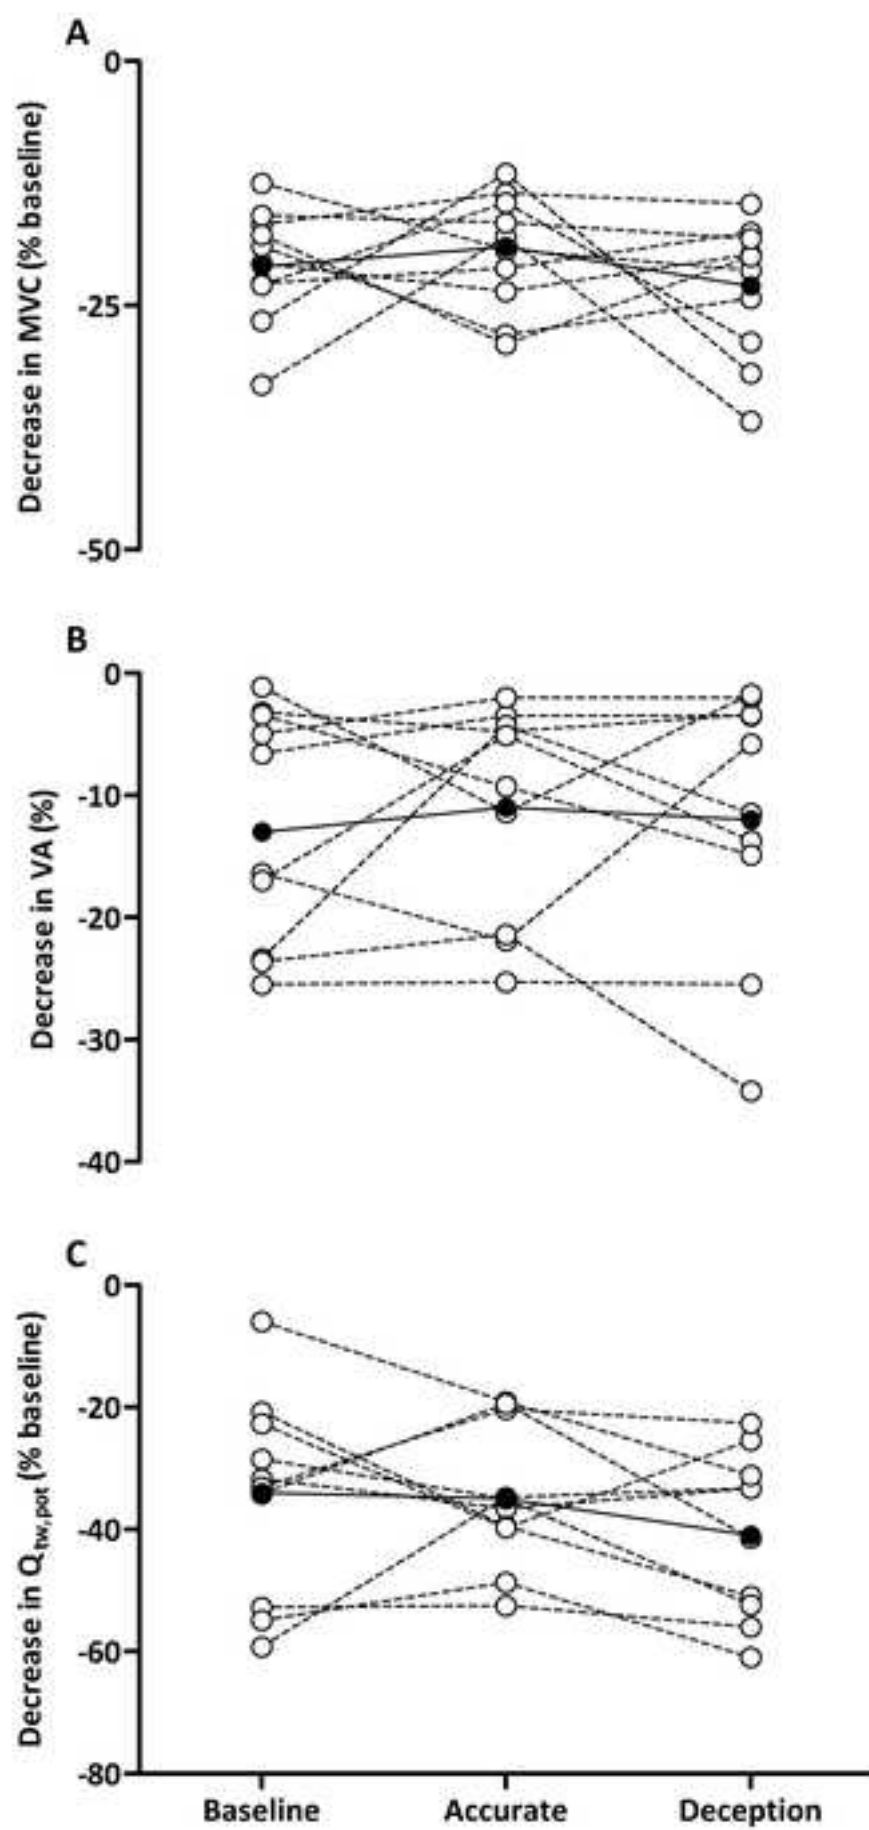 A
0
-25
-50
Decrease in MVC (% baseline)
B
0
-10
-20
-30
-40
Decrease in VA (%)
C
0
-20
-40
-60
-80
Decrease in Qtw,pot (% baseline)
Baseline Accurate Deception